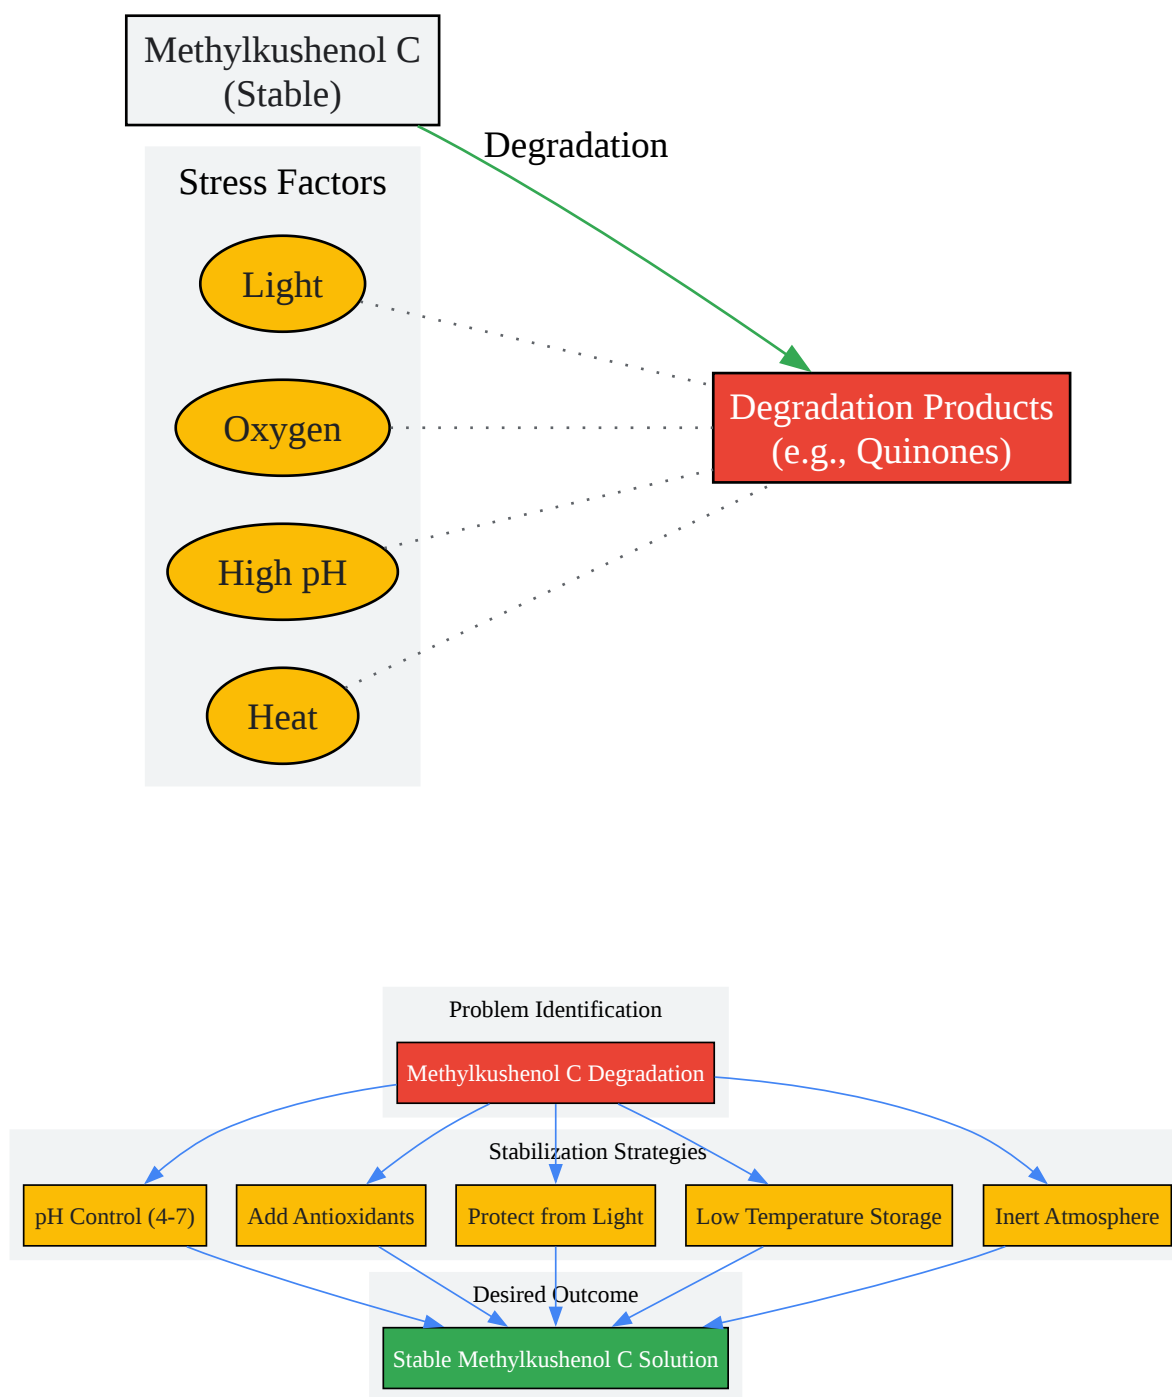 Methylkushenol C
(Stable)
Degradation
Stress Factors
Light
Oxygen
High pH
Heat
Degradation Products
(e.g., Quinones)
Problem Identification
Methylkushenol C Degradation
Stabilization Strategies
pH Control (4-7)
Add Antioxidants
Protect from Light
Low Temperature Storage
Inert Atmosphere
Desired Outcome
Stable Methylkushenol C Solution